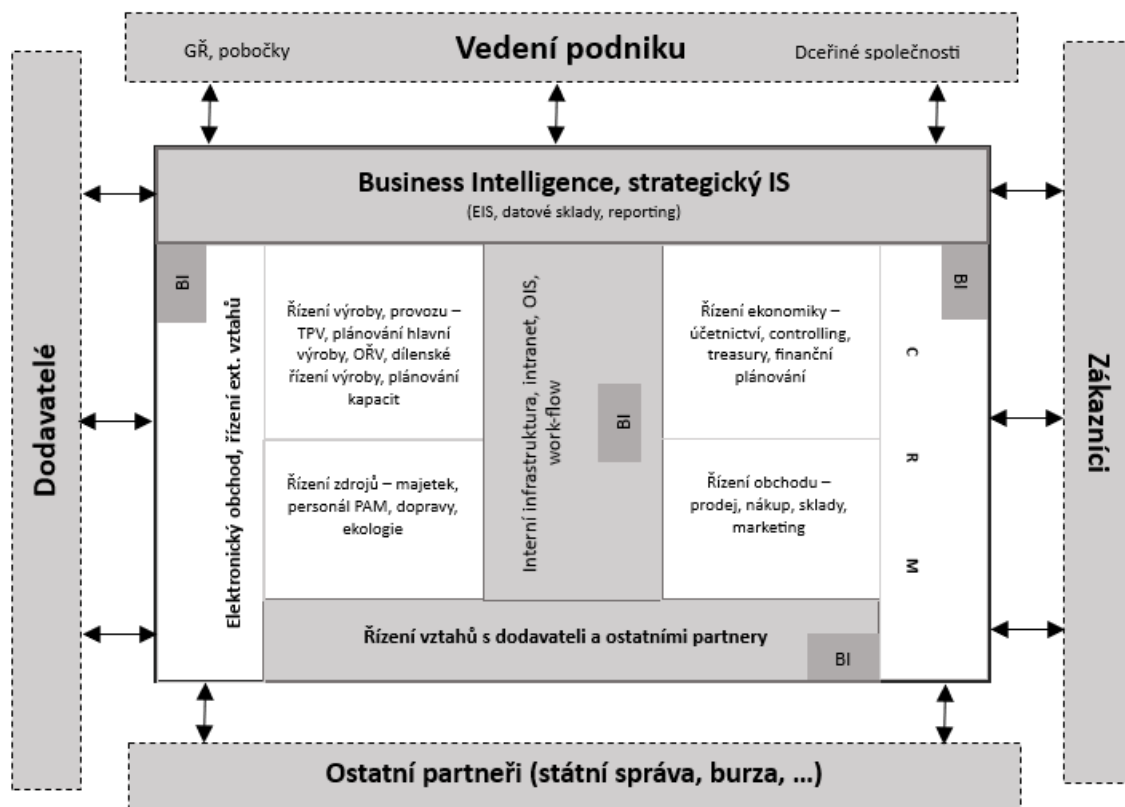 GŘ, pobočky
Vedení podniku
Dceřiné společnosti
Dodavatelé
Zákazníci
Business Intelligence, strategický IS
(EIS, datové sklady, reporting)
BI
Elektronický obchod, řízení ext. vztahů
Řízení výroby, provozu –
TPV, plánování hlavní
výroby, OŘV, dílenské
řízení výroby, plánování
kapacit
Řízení zdrojů – majetek,
personál PAM, dopravy,
ekologie
Interní infrastruktura, intranet, OIS,
work-flow
BI
Řízení ekonomiky –
účetnictví, controlling,
treasury, finanční
plánování
Řízení obchodu –
prodej, nákup, sklady,
marketing
BI
C
R
M
Řízení vztahů s dodavateli a ostatními partnery
BI
Ostatní partneři (státní správa, burza, ...)